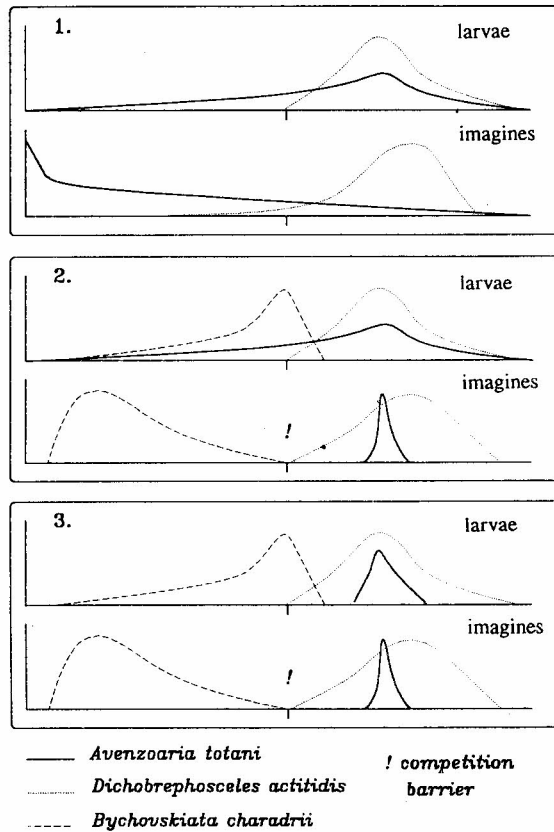 1.
larvae
imagines
2.
larvae
imagines
!
3.
larvae
imagines
!
Avenzoaria totani
Dichobrephosceles actitidis
Bychovskiata charadrii
! competition
barrier